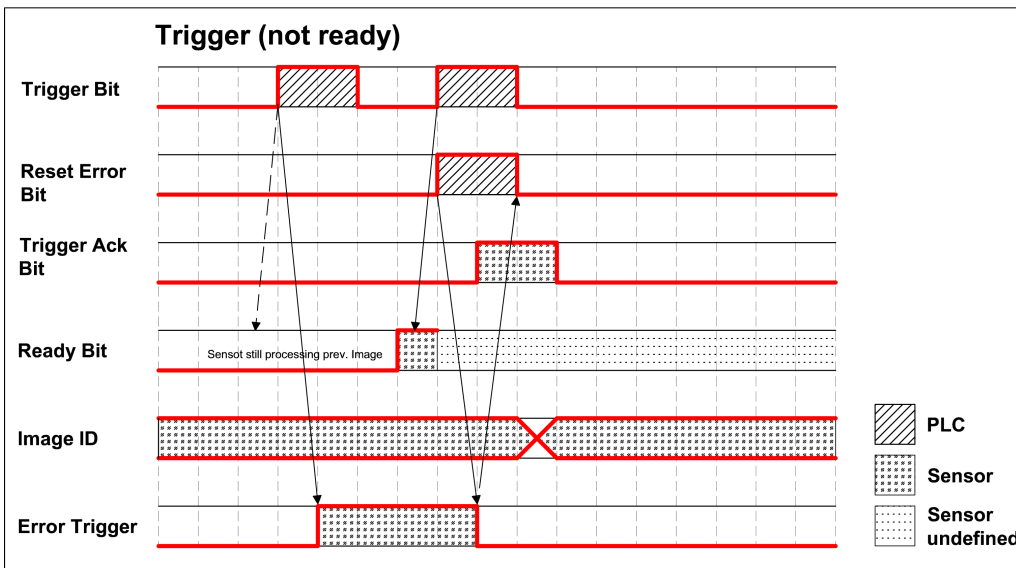 Trigger (not ready)
Trigger Bit
Reset Error
Bit
Trigger Ack
Bit
Ready Bit
Sensot still processing prev. Image
Image ID
Error Trigger
PLC
Sensor
Sensor
undefined